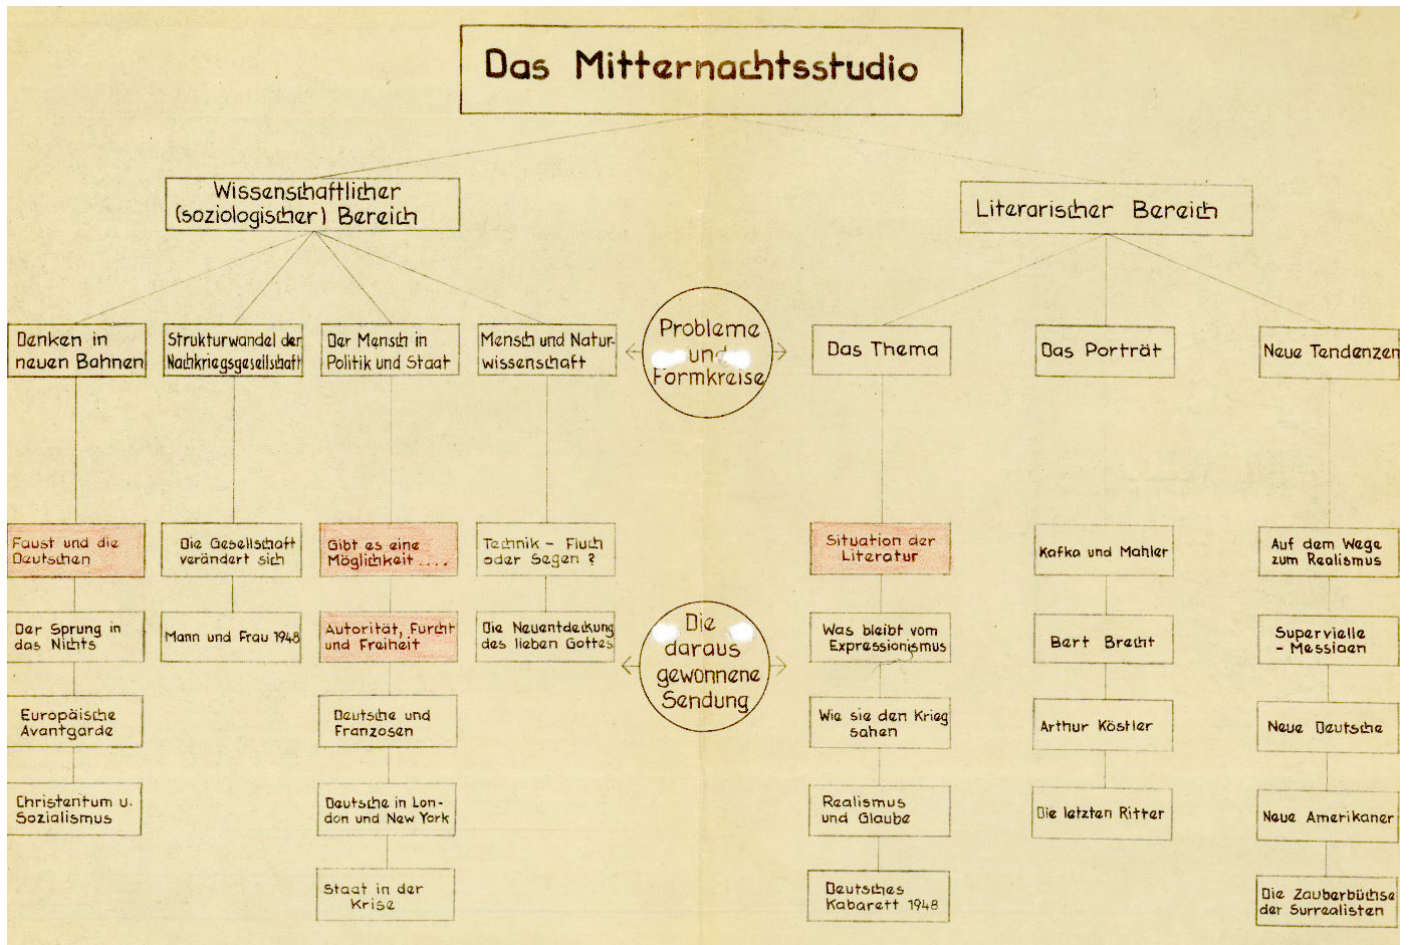 Das Mitternachtsstudio
Wissenschaftlicher
(soziologischer) Bereich
Literarischer Bereich
Denken in
neuen Bahnen
Strukturwandel der
Nachkriegsgesellschaft
Der Mensch in
Politik und Staat
Mensch und Natur-
wissenschaft
Probleme
und
Formkreise
Das Thema
Das Porträt
Neue Tendenzen
Faust und die
Deutschen
Die Gesellschaft
verändert sich
Gibt es eine
Möglichkeit ....
Technik - Fluch
oder Segen ?
Situation der
Literatur
Kafka und Mahler
Auf dem Wege
zum Realismus
Der Sprung in
das Nichts
Mann und Frau 1948
Autorität, Furcht
und Freiheit
Die Neuentdeckung
des lieben Gottes
Die
daraus
gewonnene
Sendung
Was bleibt vom
Expressionismus
Bert Brecht
Supervielle
- Messiaen
Europäische
Avantgarde
Deutsche und
Franzosen
Wie sie den Krieg
sahen
Arthur Köstler
Neue Deutsche
Christentum u.
Sozialismus
Deutsche in Lon-
don und New York
Realismus
und Glaube
Die letzten Ritter
Neue Amerikaner
Staat in der
Krise
Deutsches
Kabarett 1948
Die Zauberbüchse
der Surrealisten